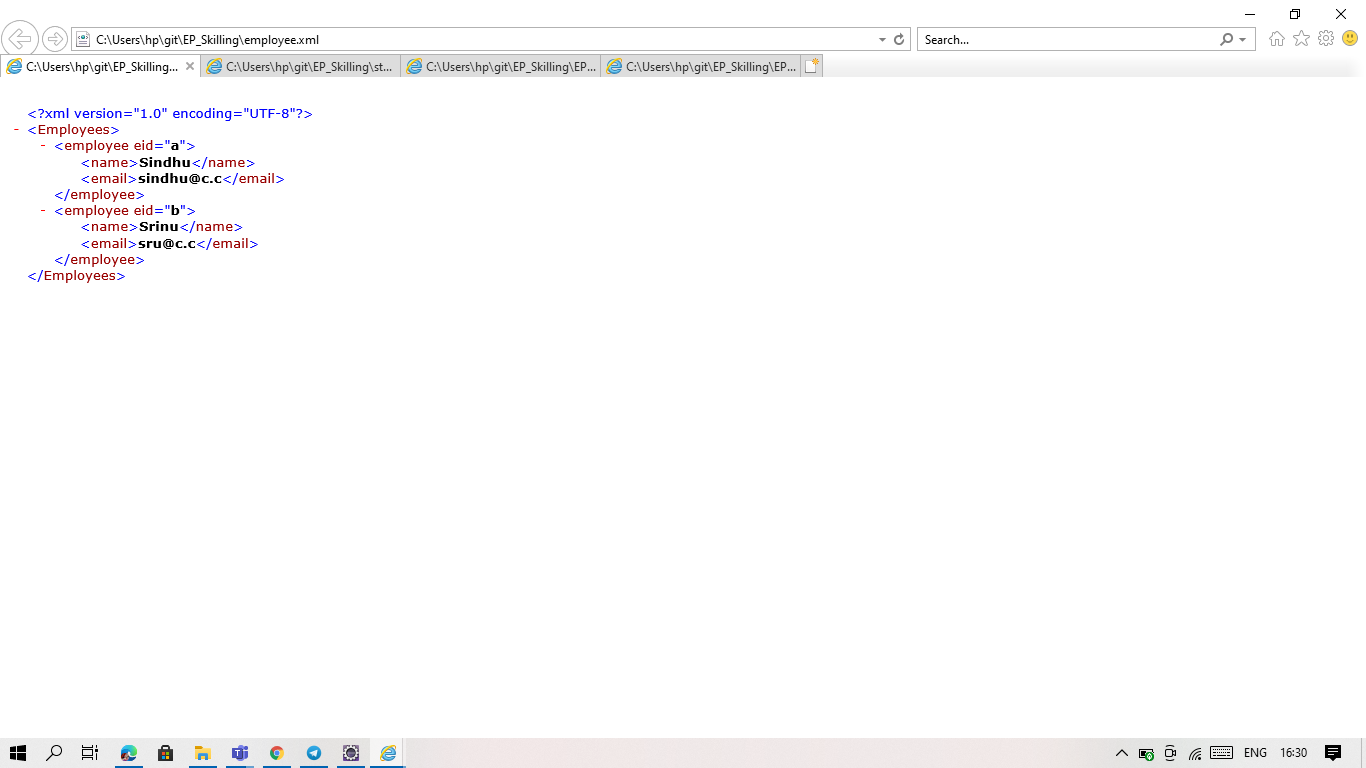 C:\Users\hp\git\EP_Skilling\employee.xml
Search...
C:\Users\hp\git\EP_Skilling... C:\Users\hp\git\EP_Skilling\st... C:\Users\hp\git\EP_Skilling\EP... C:\Users\hp\git\EP_Skilling\EP...
<?xml version="1.0" encoding="UTF-8"?>
- <Employees>
- <employee eid="a">
<name>Sindhu</name>
<email>sindhu@c.c</email>
</employee>
- <employee eid="b">
<name>Srinu</name>
<email>sru@c.c</email>
</employee>
</Employees>
ENG 16:30